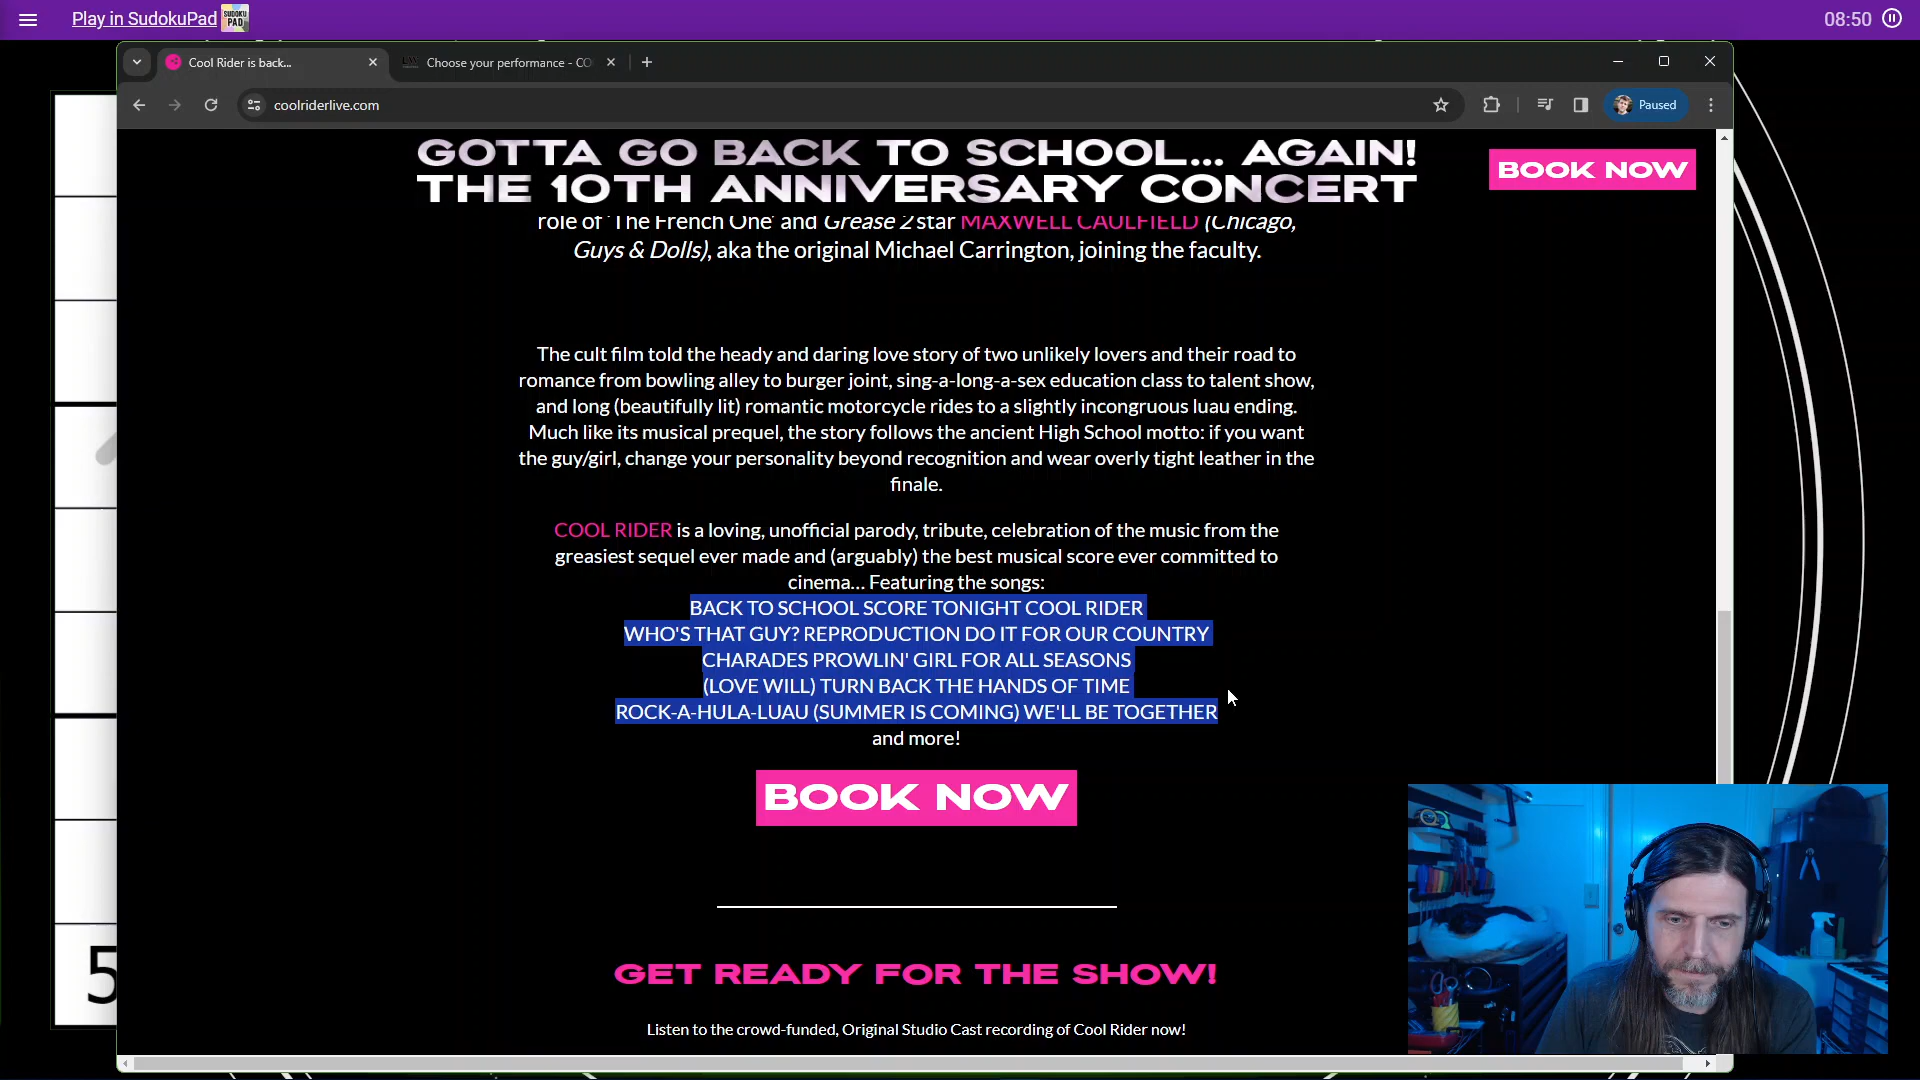 Play in SudokuPad
SUDOKU
PAD
08:50
Cool Rider is back...
Choose your performance - CO
coolriderlive.com
Paused
GOTTA GO BACK TO SCHOOL... AGAIN!
THE 10TH ANNIVERSARY CONCERT
BOOK NOW
role of 'The French One' and Grease 2 star MAXWELL CAULFIELD (Chicago,
Guys & Dolls), aka the original Michael Carrington, joining the faculty.
The cult film told the heady and daring love story of two unlikely lovers and their road to
romance from bowling alley to burger joint, sing-a-long-a-sex education class to talent show,
and long (beautifully lit) romantic motorcycle rides to a slightly incongruous luau ending.
Much like its musical prequel, the story follows the ancient High School motto: if you want
the guy/girl, change your personality beyond recognition and wear overly tight leather in the
finale.
COOL RIDER is a loving, unofficial parody, tribute, celebration of the music from the
greasiest sequel ever made and (arguably) the best musical score ever committed to
cinema... Featuring the songs:
BACK TO SCHOOL SCORE TONIGHT COOL RIDER
WHO'S THAT GUY? REPRODUCTION DO IT FOR OUR COUNTRY
CHARADES PROWLIN' GIRL FOR ALL SEASONS
(LOVE WILL) TURN BACK THE HANDS OF TIME
ROCK-A-HULA-LUAU (SUMMER IS COMING) WE'LL BE TOGETHER
and more!
BOOK NOW
5
GET READY FOR THE SHOW!
Listen to the crowd-funded, Original Studio Cast recording of Cool Rider now!